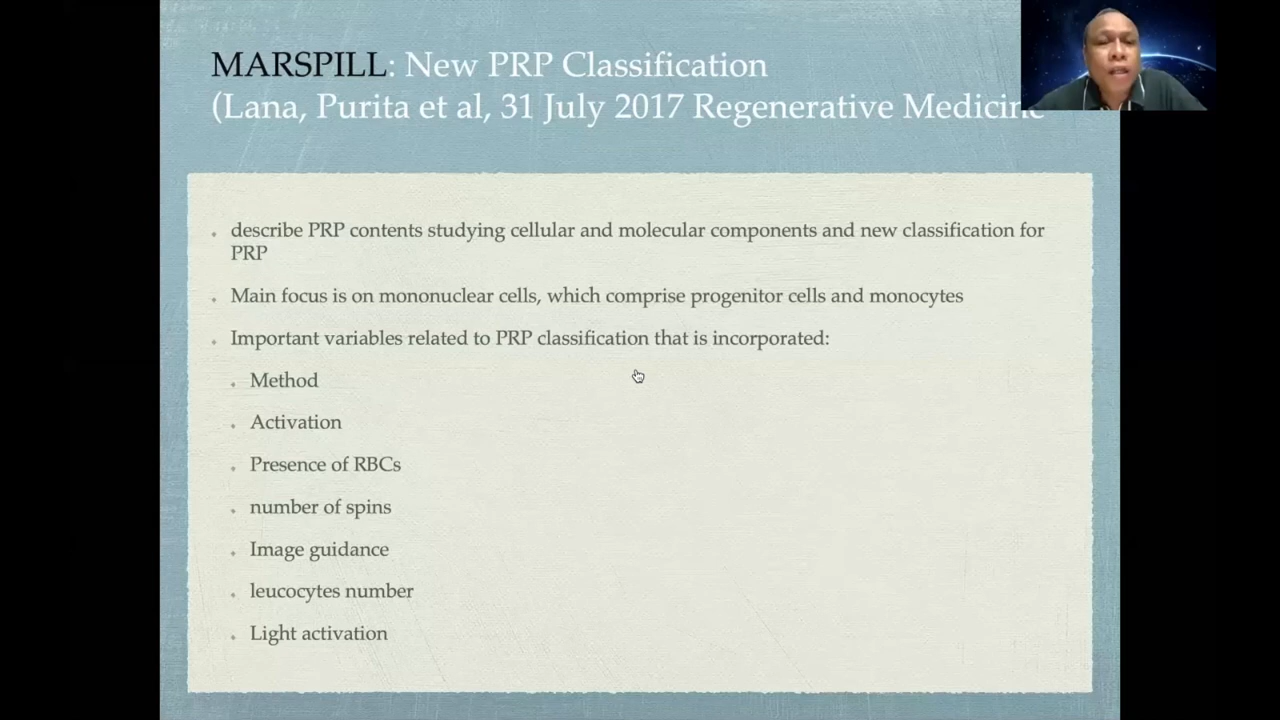 MARSPILL: New PRP Classification
(Lana, Purita et al, 31 July 2017 Regenerative Medicine
describe PRP contents studying cellular and molecular components and new classification for
PRP
Main focus is on mononuclear cells, which comprise progenitor cells and monocytes
Important variables related to PRP classification that is incorporated:
Method
Activation
Presence of RBCs
number of spins
Image guidance
leucocytes number
Light activation